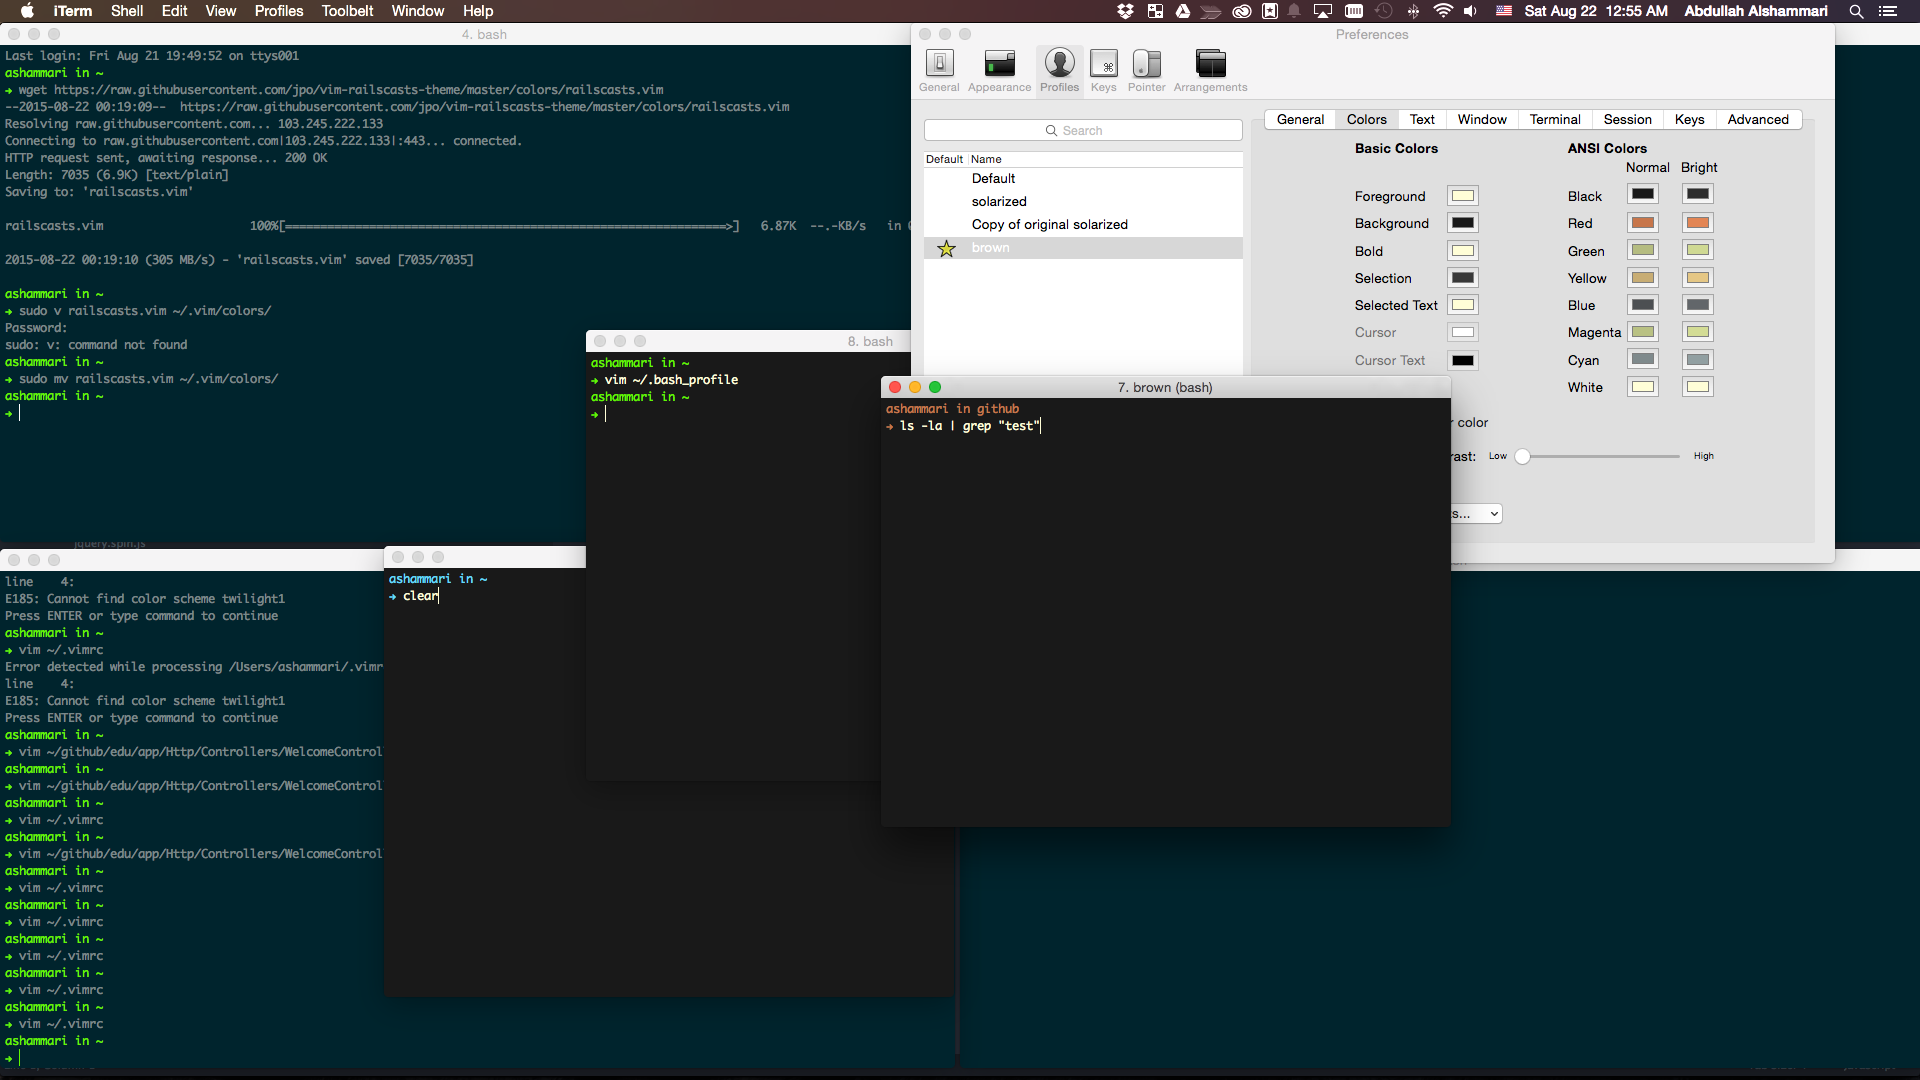 iTerm Shell Edit View Profiles Toolbelt Window Help
Sat Aug 22 12:55 AM Abdullah Alshammari
4. bash
Last login: Fri Aug 21 19:49:52 on ttys001
ashammari in ~
→ wget https://raw.githubusercontent.com/jpo/vim-railscasts-theme/master/colors/railscasts.vim
--2015-08-22 00:19:09-- https://raw.githubusercontent.com/jpo/vim-railscasts-theme/master/colors/railscasts.vim
Resolving raw.githubusercontent.com... 103.245.222.133
Connecting to raw.githubusercontent.com|103.245.222.133|:443... connected.
HTTP request sent, awaiting response... 200 OK
Length: 7035 (6.9K) [text/plain]
Saving to: 'railscasts.vim'
railscasts.vim 100%[===============================================================>] 6.87K --.-KB/s in
2015-08-22 00:19:10 (305 MB/s) - 'railscasts.vim' saved [7035/7035]
ashammari in ~
→ sudo v railscasts.vim ~/.vim/colors/
Password:
sudo: v: command not found
ashammari in ~
→ sudo mv railscasts.vim ~/.vim/colors/
ashammari in ~
→
jquery.spin.js
line 4:
E185: Cannot find color scheme twilight1
Press ENTER or type command to continue
ashammari in ~
→ vim ~/.vimrc
Error detected while processing /Users/ashammari/.vimr
line 4:
E185: Cannot find color scheme twilight1
Press ENTER or type command to continue
ashammari in ~
→ vim ~/github/edu/app/Http/Controllers/WelcomeControl
ashammari in ~
→ vim ~/github/edu/app/Http/Controllers/WelcomeControl
ashammari in ~
→ vim ~/.vimrc
ashammari in ~
→ vim ~/github/edu/app/Http/Controllers/WelcomeControl
ashammari in ~
→ vim ~/.vimrc
ashammari in ~
→ vim ~/.vimrc
ashammari in ~
→ vim ~/.vimrc
ashammari in ~
→ vim ~/.vimrc
ashammari in ~
→ vim ~/.vimrc
ashammari in ~
→
ashammari in ~
→ clear
8. bash
ashammari in ~
→ vim ~/.bash_profile
ashammari in ~
→
7. brown (bash)
ashammari in github
→ ls -la | grep "test"
Preferences
General Appearance Profiles Keys Pointer Arrangements
Search
Default Name
Default
solarized
Copy of original solarized
brown
General Colors Text Window Terminal Session Keys Advanced
Basic Colors
Foreground
Background
Bold
Selection
Selected Text
Cursor
Cursor Text
ANSI Colors
Normal Bright
Black
Red
Green
Yellow
Blue
Magenta
Cyan
White
r color
rast: Low High
s...